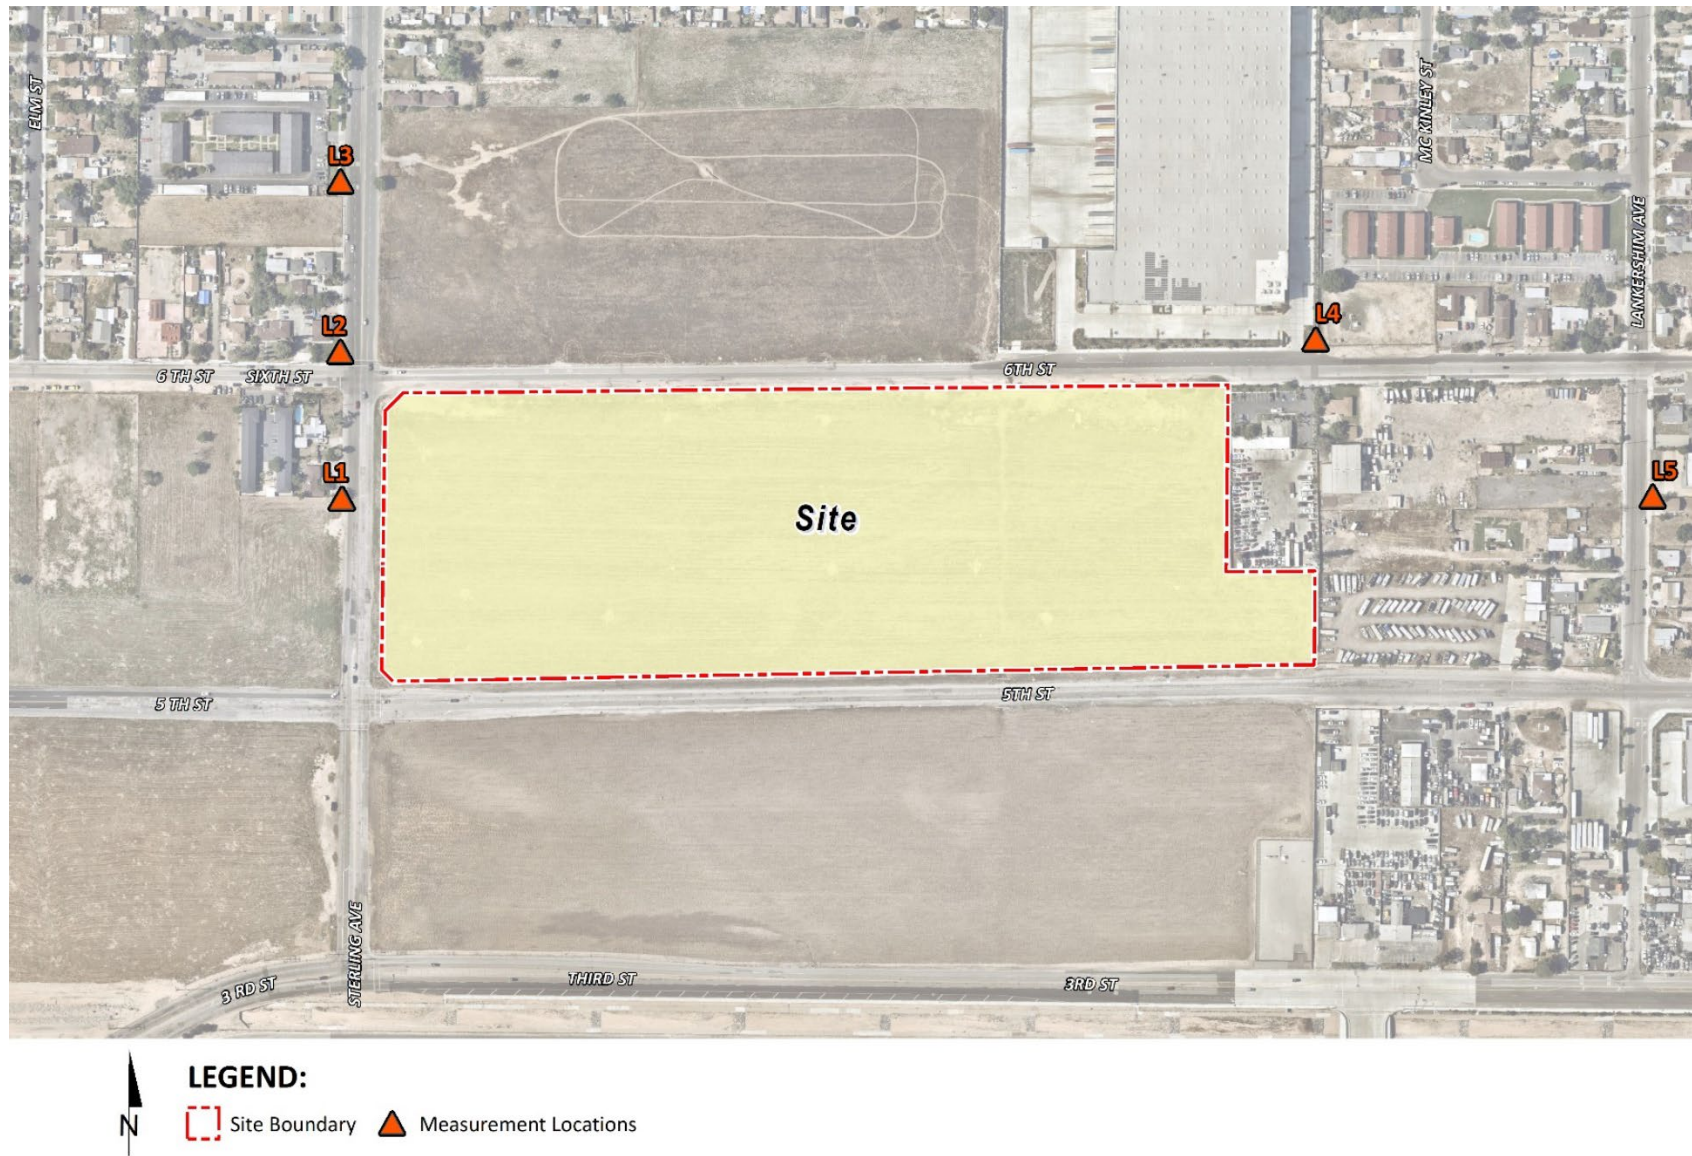 ELM ST
L3
MC KINLEY ST
LANKERSHIM AVE
L2
L4
6 TH ST
SIXTH ST
6TH ST
L1
L5
Site
5 TH ST
5TH ST
STERLING AVE
3 RD ST
THIRD ST
3RD ST
N
LEGEND:
Site Boundary
Measurement Locations